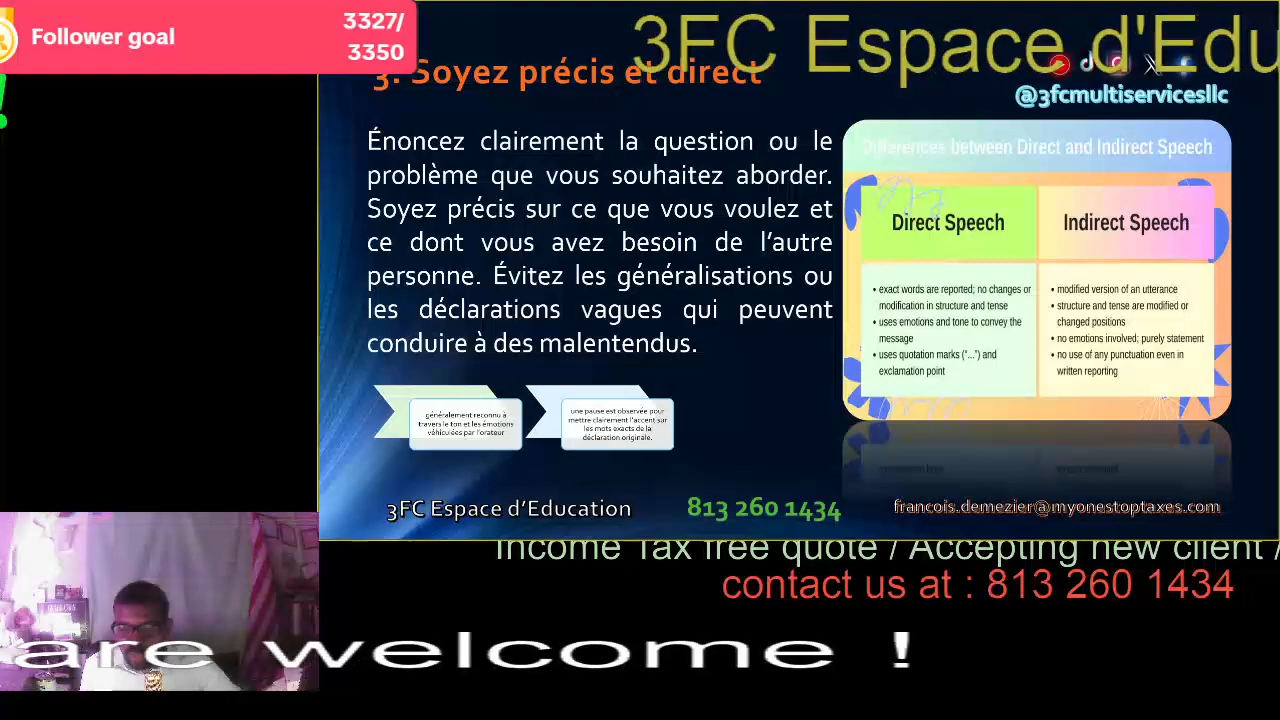 Follower goal
3327/
3350
3FC Espace d'Edu
3. Soyez précis et direct
@3fcmultiservicesllc
Énoncez clairement la question ou le
problème que vous souhaitez aborder.
Soyez précis sur ce que vous voulez et
ce dont vous avez besoin de l'autre
personne. Évitez les généralisations ou
les déclarations vagues qui peuvent
conduire à des malentendus.
Differences between Direct and Indirect Speech
Direct Speech
• exact words are reported; no changes or
modification in structure and tense
• uses emotions and tone to convey the
message
• uses quotation marks ("...") and
exclamation point
Indirect Speech
• modified version of an utterance
• structure and tense are modified or
changed positions
• no emotions involved; purely statement
• no use of any punctuation even in
written reporting
généralement reconnu à
travers le ton et les émotions
véhiculées par l'orateur
une pause est observée pour
mettre clairement l'accent sur
les mots exacts de la
déclaration originale.
3FC Espace d'Education
813 260 1434
francois.demezier@myonestoptaxes.com
Income Tax free quote / Accepting new client /
contact us at : 813 260 1434
are welcome !